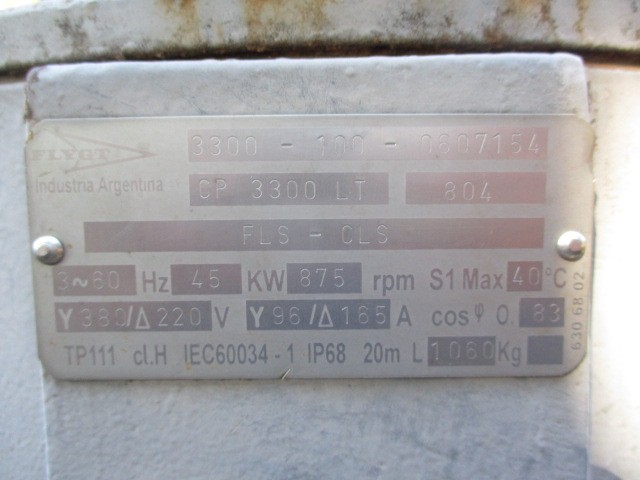 FLYGT 3300 - 100 - 0607154
Industria Argentina CP 3300 LT 804
FLS - CLS
3~60 Hz 45 KW 875 rpm S1 Max 40°C
Y 380/Δ 220 V Y 96/Δ 165 A cos φ 0. 83
TP111 cl.H IEC60034 - 1 IP68 20m L 1060 Kg
630 68 02